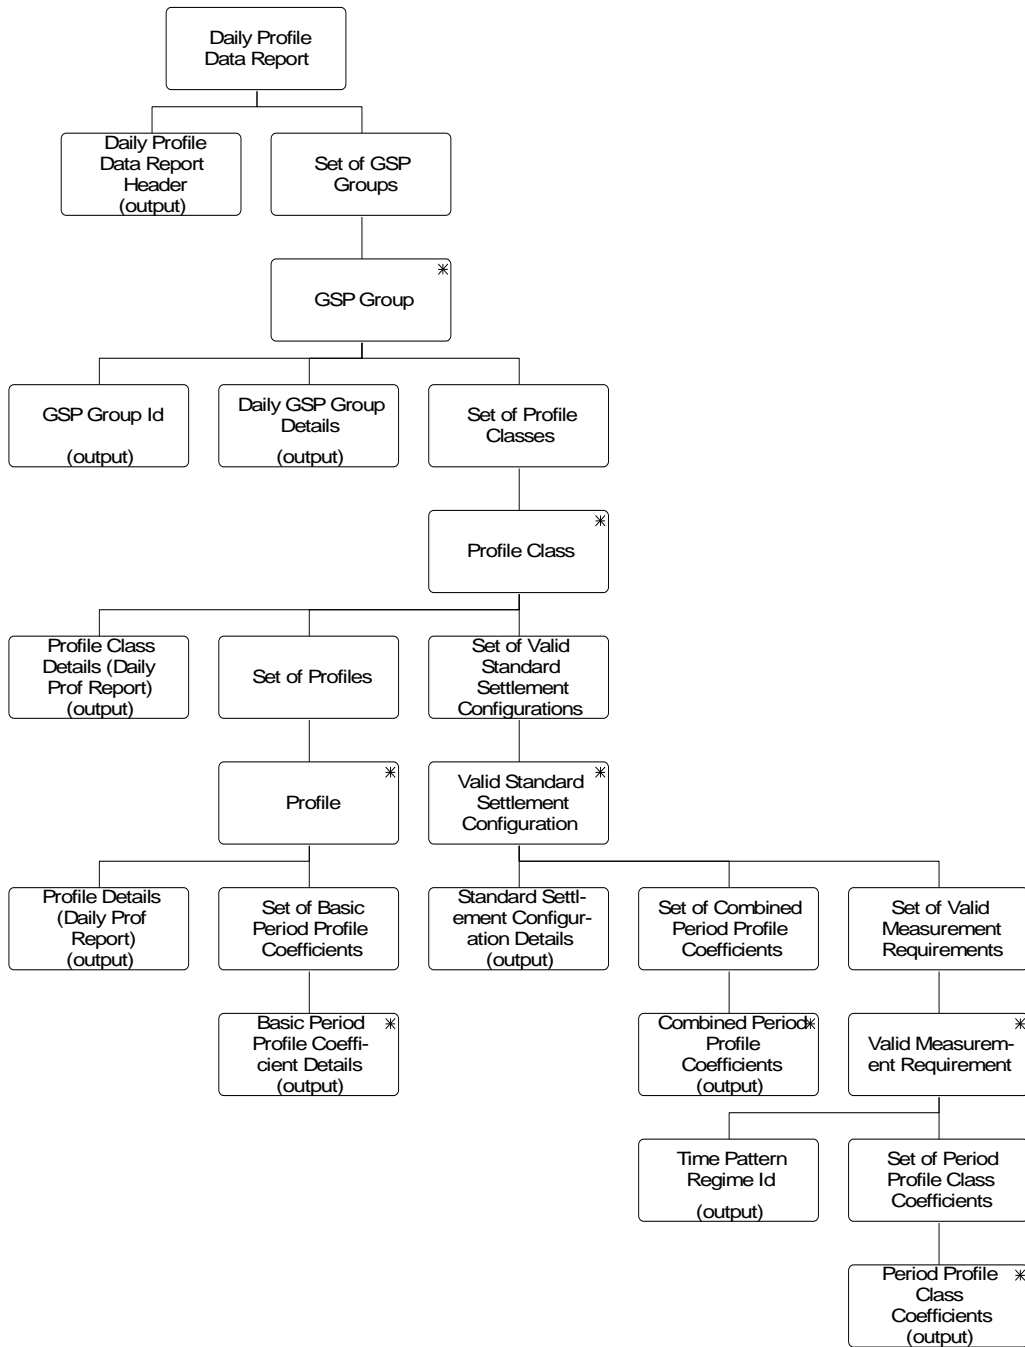 Daily Profile
Data Report
Daily Profile
Data Report
Header
(output)
Set of GSP
Groups
GSP Group
GSP Group Id
(output)
Daily GSP Group
Details
(output)
Set of Profile
Classes
Profile Class
Profile Class
Details (Daily
Prof Report)
(output)
Set of Profiles
Set of Valid
Standard
Settlement
Configurations
Profile
Valid Standard
Settlement
Configuration
Profile Details
(Daily Prof
Report)
(output)
Set of Basic
Period Profile
Coefficients
Standard Settl-
ement Configur-
ation Details
(output)
Set of Combined
Period Profile
Coefficients
Set of Valid
Measurement
Requirements
Basic Period
Profile Coeffi-
cient Details
(output)
Combined Period
Profile
Coefficients
(output)
Valid Measurem-
ent Requirement
Time Pattern
Regime Id
(output)
Set of Period
Profile Class
Coefficients
Period Profile
Class
Coefficients
(output)